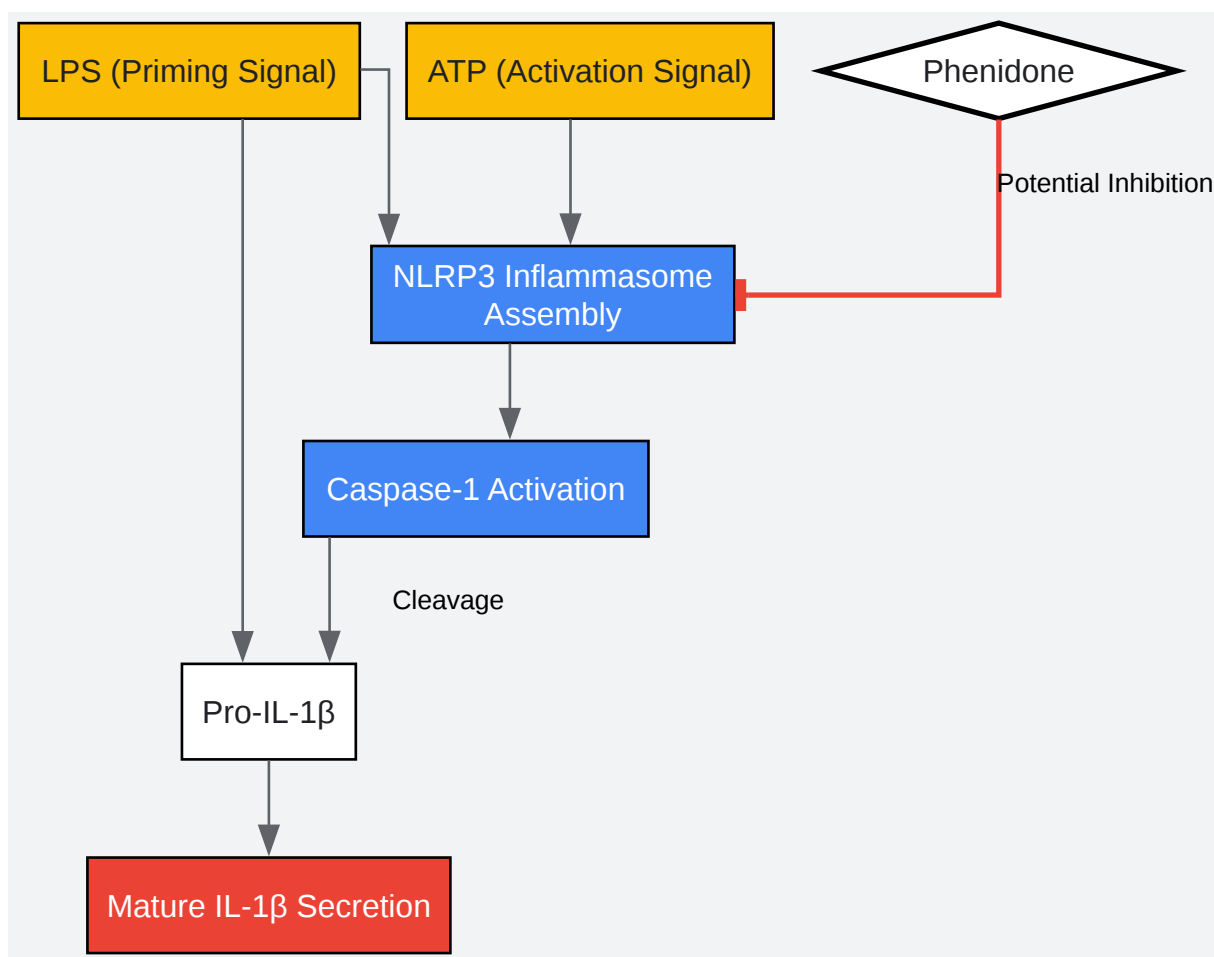 LPS (Priming Signal)
ATP (Activation Signal)
Phenidone
Potential Inhibition
NLRP3 Inflammasome
Assembly
Caspase-1 Activation
Cleavage
Pro-IL-1β
Mature IL-1β Secretion